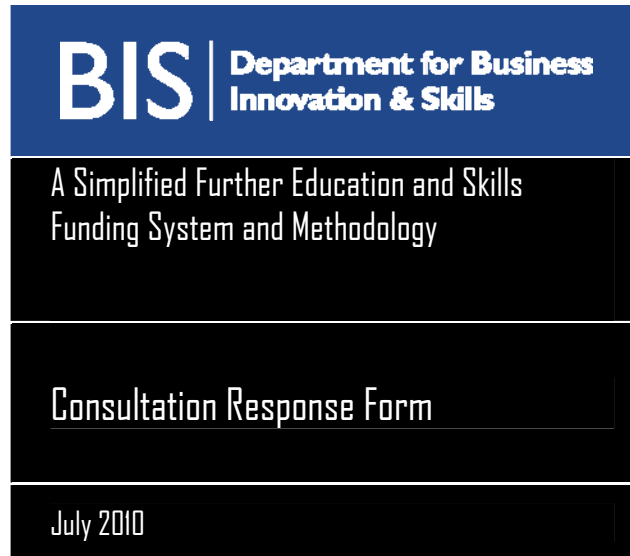 BIS
Department for Business
Innovation & Skills
A Simplified Further Education and Skills
Funding System and Methodology
Consultation Response Form
July 2010